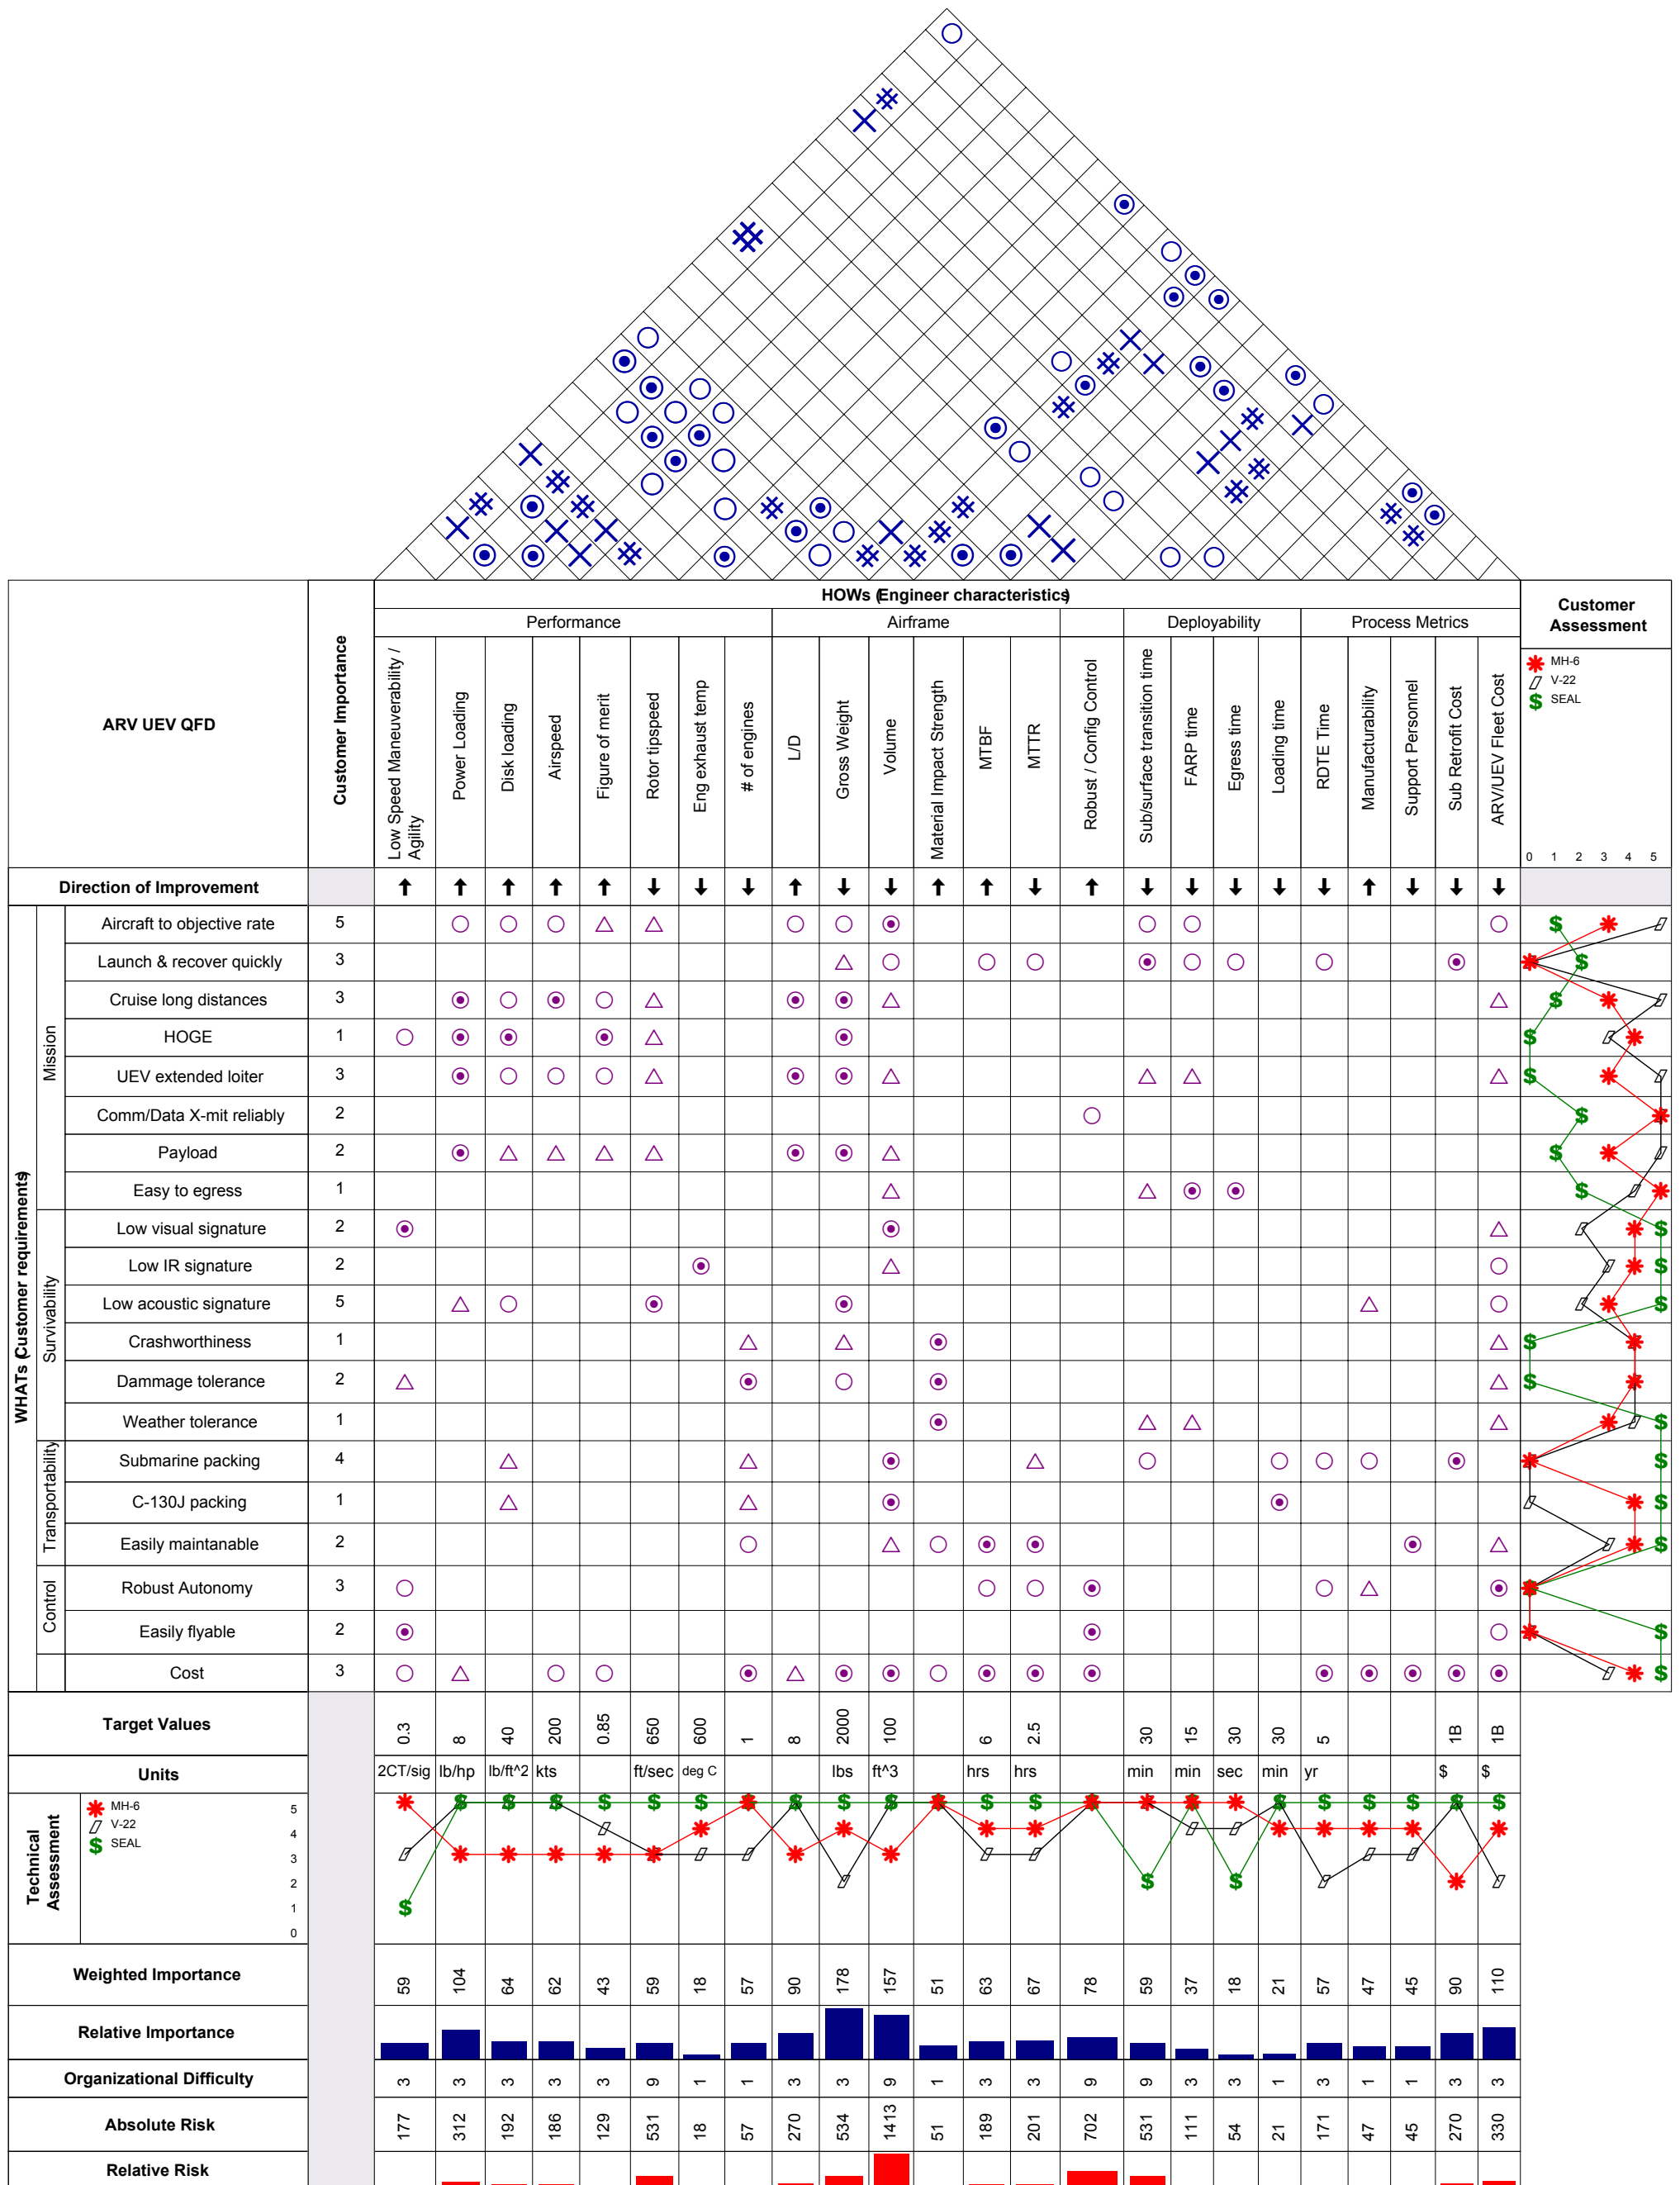 HOWs (Engineer characteristics)
Customer Assessment
Performance
Airframe
Deployability
Process Metrics
ARV UEV QFD
Customer Importance
Low Speed Maneuverability / Agility
Power Loading
Disk loading
Airspeed
Figure of merit
Rotor tipspeed
Eng exhaust temp
# of engines
L/D
Gross Weight
Volume
Material Impact Strength
MTBF
MTTR
Robust / Config Control
Sub/surface transition time
FARP time
Egress time
Loading time
RDTE Time
Manufacturability
Support Personnel
Sub Retrofit Cost
ARV/UEV Fleet Cost
MH-6
V-22
$ SEAL
0 1 2 3 4 5
Direction of Improvement
WHATs (Customer requirements)
Mission
Aircraft to objective rate 5
Launch & recover quickly 3
Cruise long distances 3
HOGE 1
UEV extended loiter 3
Comm/Data X-mit reliably 2
Payload 2
Easy to egress 1
Survivability
Low visual signature 2
Low IR signature 2
Low acoustic signature 5
Crashworthiness 1
Dammage tolerance 2
Weather tolerance 1
Transportability
Submarine packing 4
C-130J packing 1
Easily maintanable 2
Control
Robust Autonomy 3
Easily flyable 2
Cost 3
Target Values 0.3 8 40 200 0.85 650 600 1 8 2000 100 6 2.5 30 15 30 30 5 1B 1B
Units 2CT/sig lb/hp lb/ft^2 kts ft/sec deg C lbs ft^3 hrs hrs min min sec min yr $ $
Technical Assessment
MH-6
V-22
$ SEAL
5
4
3
2
1
0
Weighted Importance 59 104 64 62 43 59 18 57 90 178 157 51 63 67 78 59 37 18 21 57 47 45 90 110
Relative Importance
Organizational Difficulty 3 3 3 3 3 9 1 1 3 3 9 1 3 3 9 9 3 3 1 3 1 1 3 3
Absolute Risk 177 312 192 186 129 531 18 57 270 534 1413 51 189 201 702 531 111 54 21 171 47 45 270 330
Relative Risk